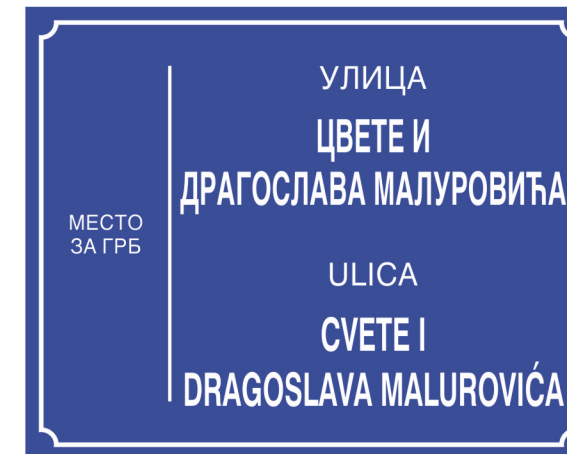 МЕСТО
ЗА ГРБ
УЛИЦА
ЦВЕТЕ И
ДРАГОСЛАВА МАЛУРОВИЋА
ULICA
CVETE I
DRAGOSLAVA MALUROVIĆA